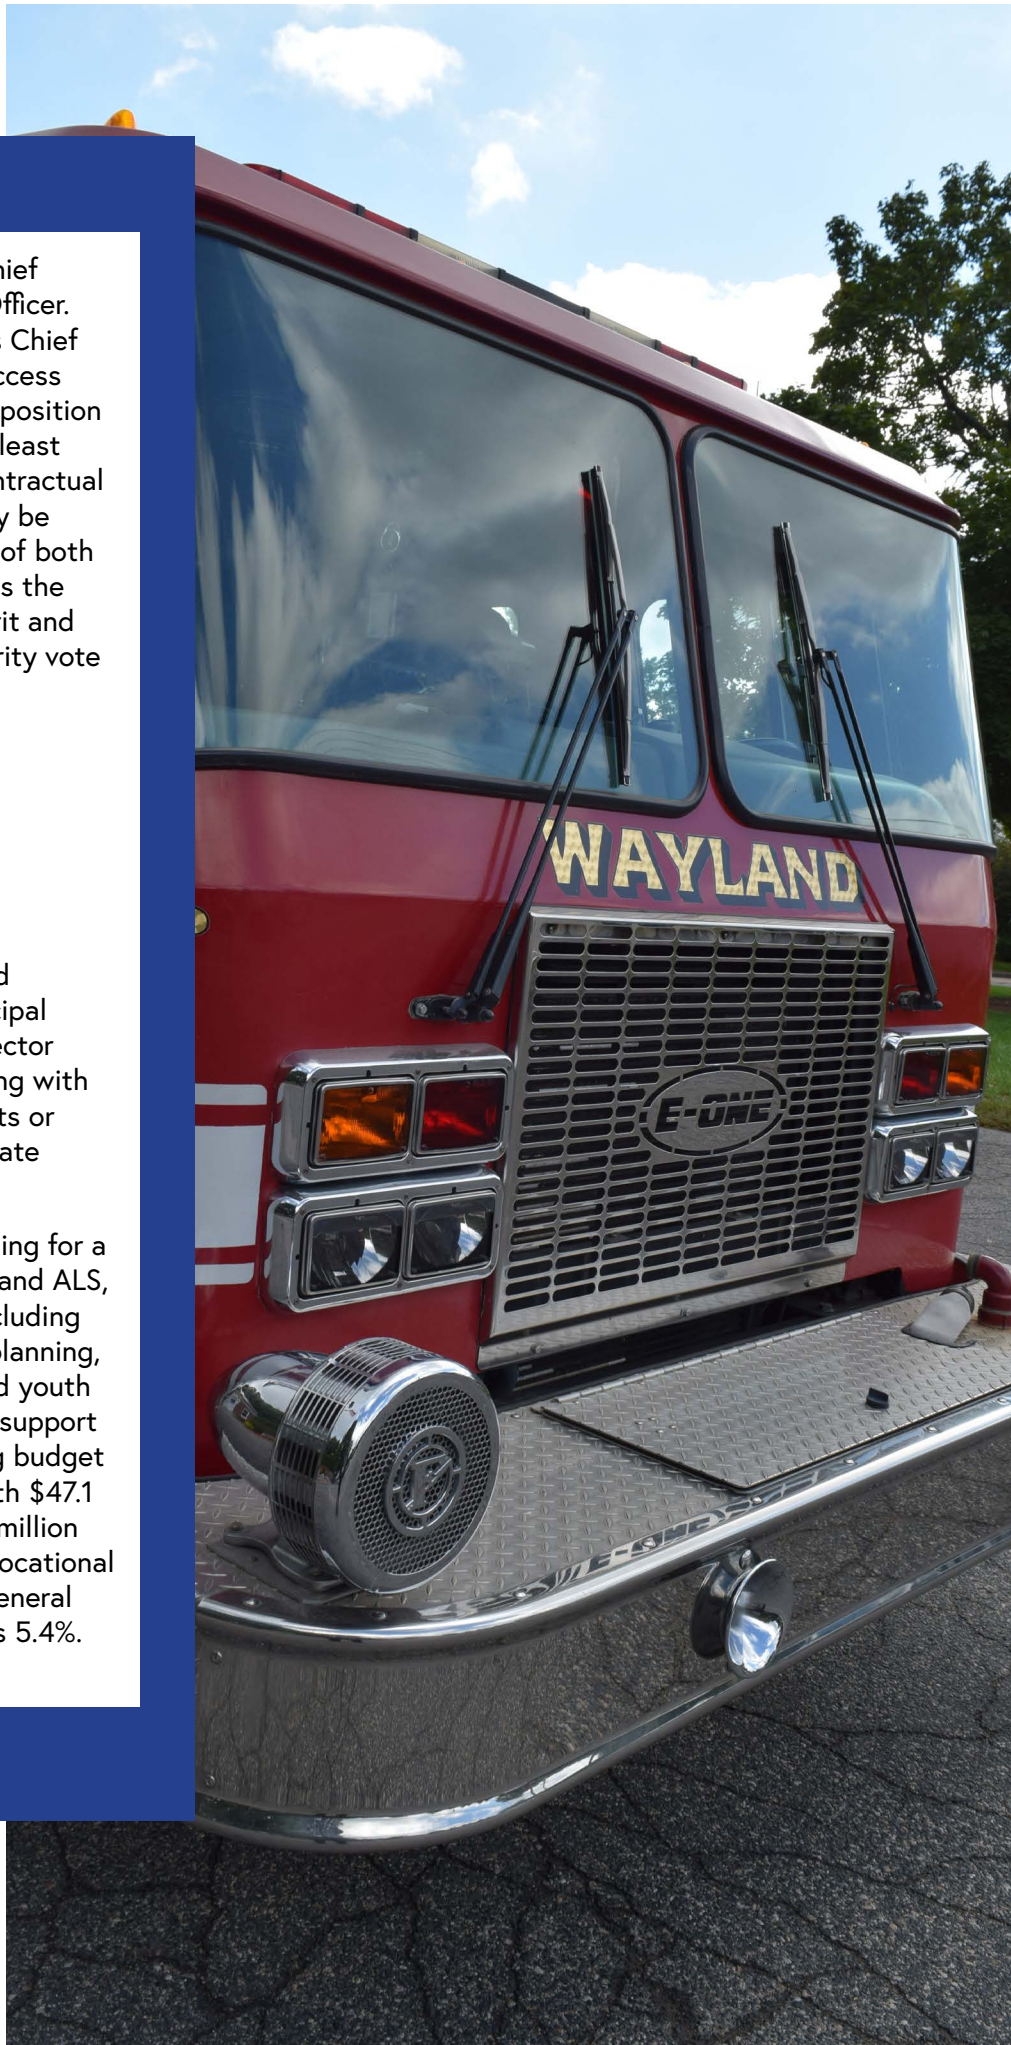 hief
fficer.
s Chief
ccess
position
least
ntractual
y be
of both
s the
it and
rity vote
d
cipal
ector
ng with
ts or
ate
ing for a
and ALS,
cluding
planning,
d youth
support
g budget
th $47.1
million
ocational
eneral
s 5.4%.
WAYLAND
E-ONE
E-ONE